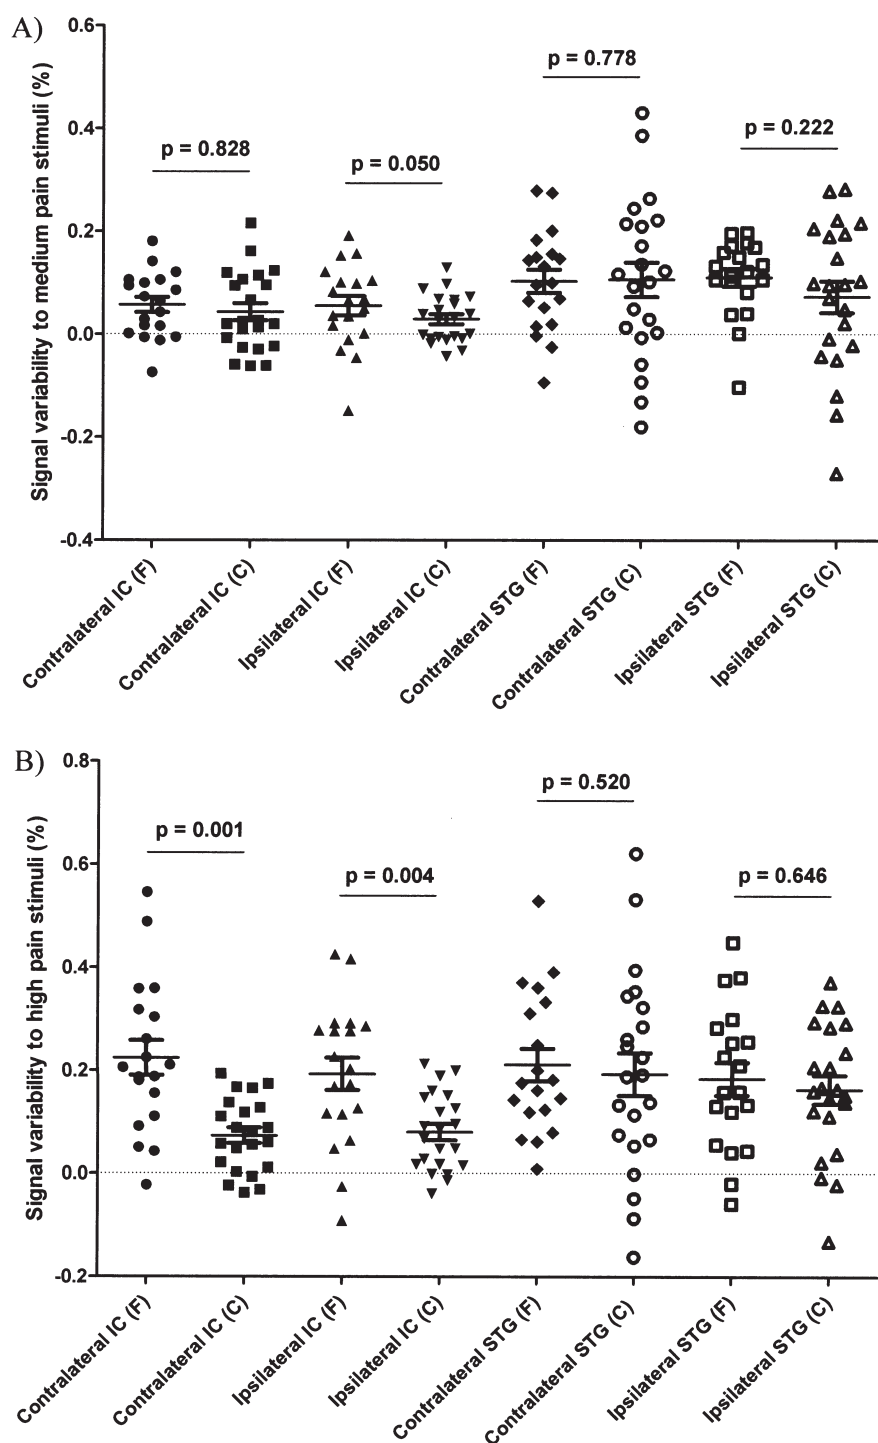 A)
Signal variability to medium pain stimuli (%)
0.6
0.4
0.2
0.0
-0.2
-0.4
p = 0.828
p = 0.050
p = 0.778
p = 0.222
Contralateral IC (F)
Contralateral IC (C)
Ipsilateral IC (F)
Ipsilateral IC (C)
Contralateral STG (F)
Contralateral STG (C)
Ipsilateral STG (F)
Ipsilateral STG (C)
B)
Signal variability to high pain stimuli (%)
0.8
0.6
0.4
0.2
0.0
-0.2
p = 0.001
p = 0.004
p = 0.520
p = 0.646
Contralateral IC (F)
Contralateral IC (C)
Ipsilateral IC (F)
Ipsilateral IC (C)
Contralateral STG (F)
Contralateral STG (C)
Ipsilateral STG (F)
Ipsilateral STG (C)